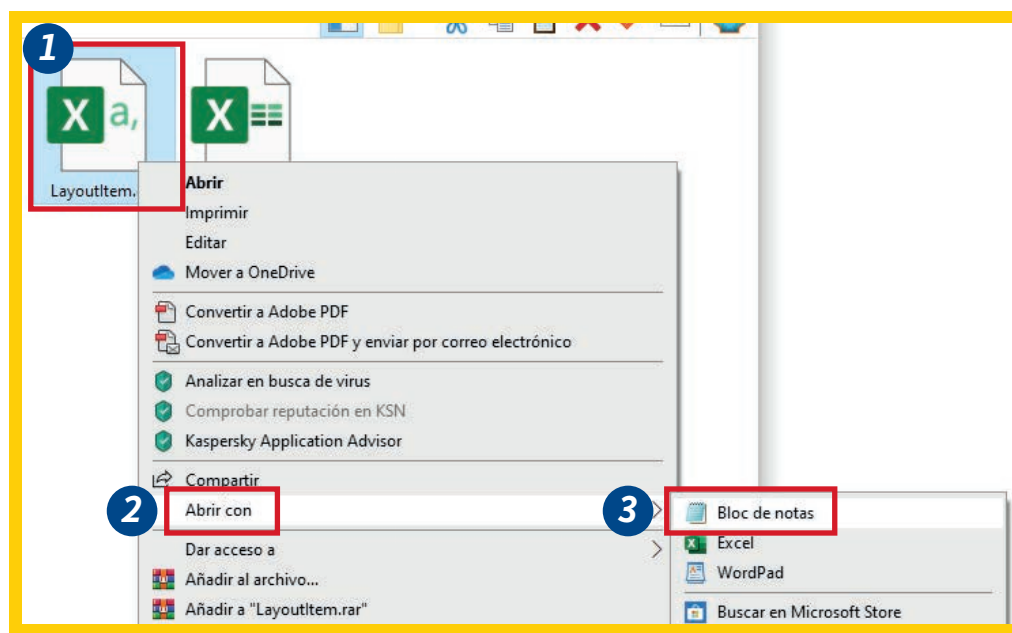 1
X a,
X
LayoutItem.
Abrir
Imprimir
Editar
Mover a OneDrive
Convertir a Adobe PDF
Convertir a Adobe PDF y enviar por correo electrónico
Analizar en busca de virus
Comprobar reputación en KSN
Kaspersky Application Advisor
Compartir
2 Abrir con
3 Bloc de notas
Dar acceso a
Excel
Añadir al archivo...
WordPad
Añadir a "LayoutItem.rar"
Buscar en Microsoft Store